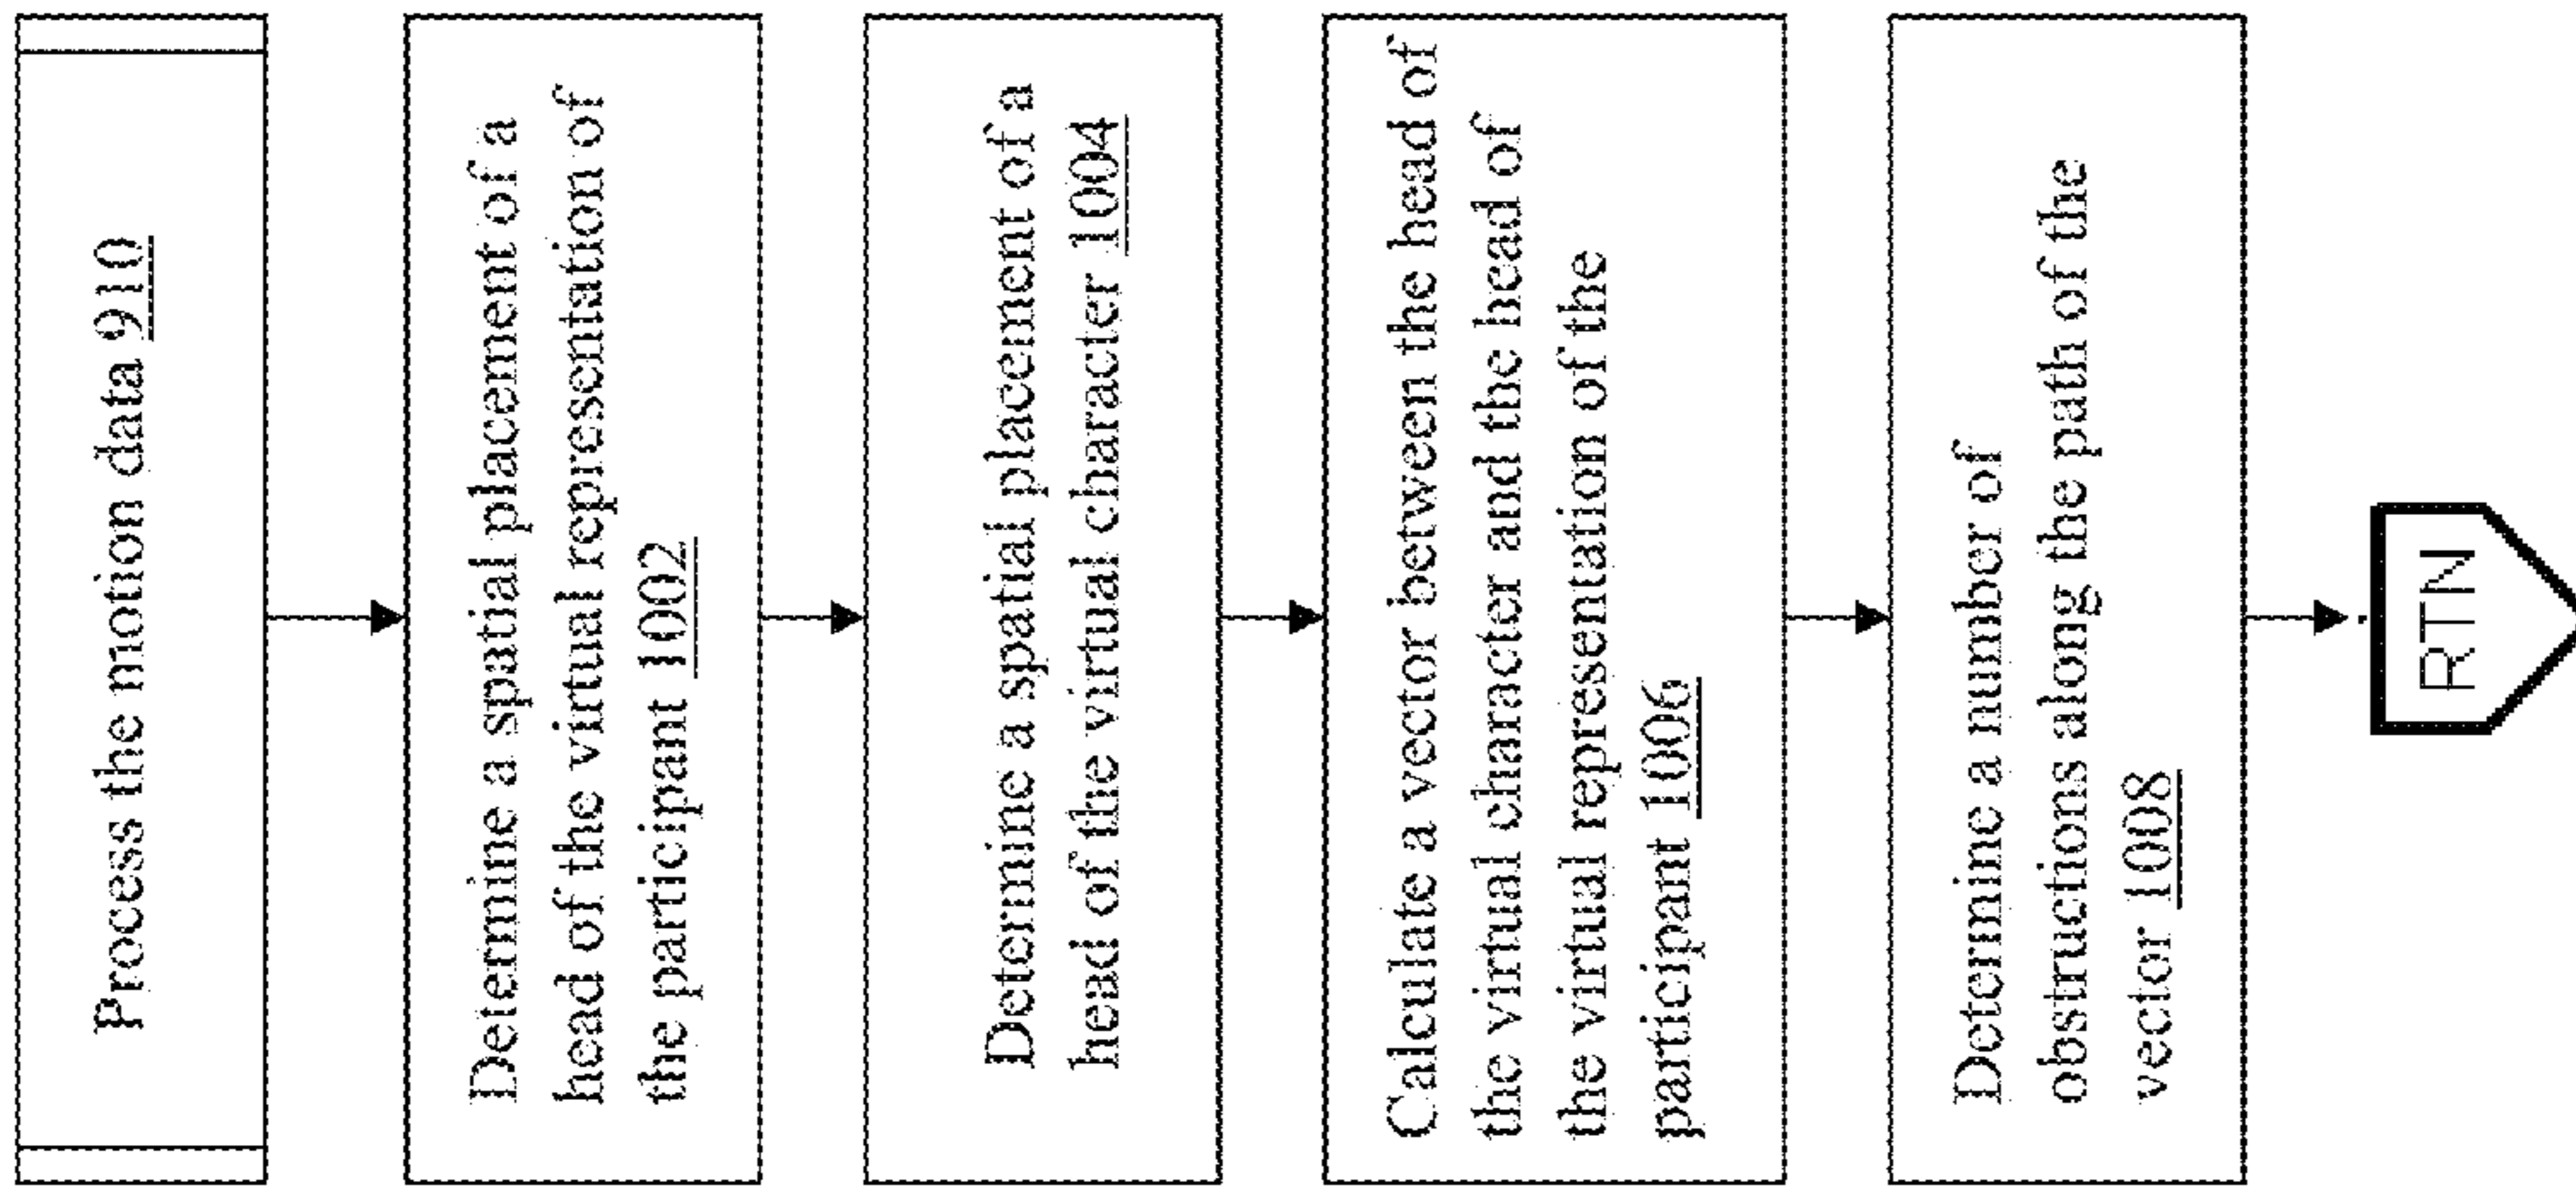 Process the motion data 910
Determine a spatial placement of a
head of the virtual representation of
the participant 1002
Determine a spatial placement of a
head of the virtual character 1004
Calculate a vector between the head of
the virtual character and the head of
the virtual representation of the
participant 1006
Determine a number of
obstructions along the path of the
vector 1008
RTN